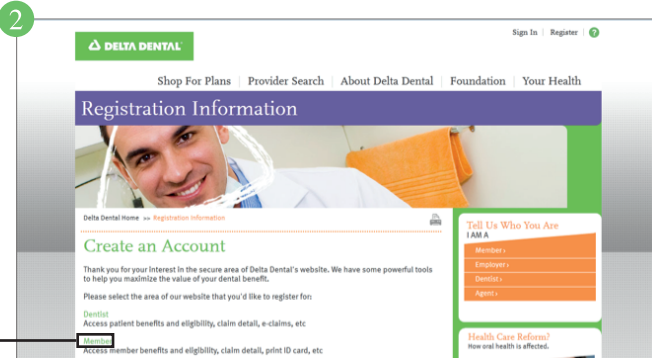 2
Sign In | Register | ?
DELTA DENTAL
Shop For Plans | Provider Search | About Delta Dental | Foundation | Your Health
Registration Information
Delta Dental Home >> Registration Information
Create an Account
Thank you for your interest in the secure area of Delta Dental's website. We have some powerful tools
to help you maximize the value of your dental benefit.
Please select the area of our website that you'd like to register for:
Dentist
Access patient benefits and eligibility, claim detail, e-claims, etc
Member
Access member benefits and eligibility, claim detail, print ID card, etc
Tell Us Who You Are
I AM A
Member ›
Employer ›
Dentist ›
Agent ›
Health Care Reform?
How oral health is affected.